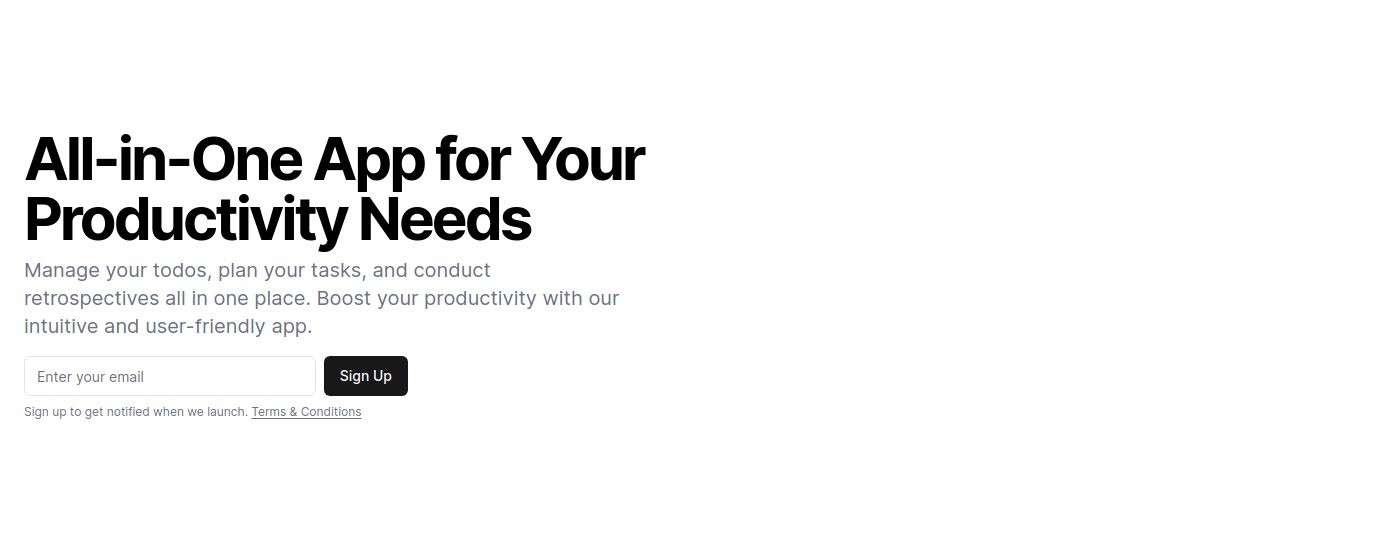 All-in-One App for Your
Productivity Needs
Manage your todos, plan your tasks, and conduct
retrospectives all in one place. Boost your productivity with our
intuitive and user-friendly app.
Enter your email
Sign Up
Sign up to get notified when we launch. Terms & Conditions